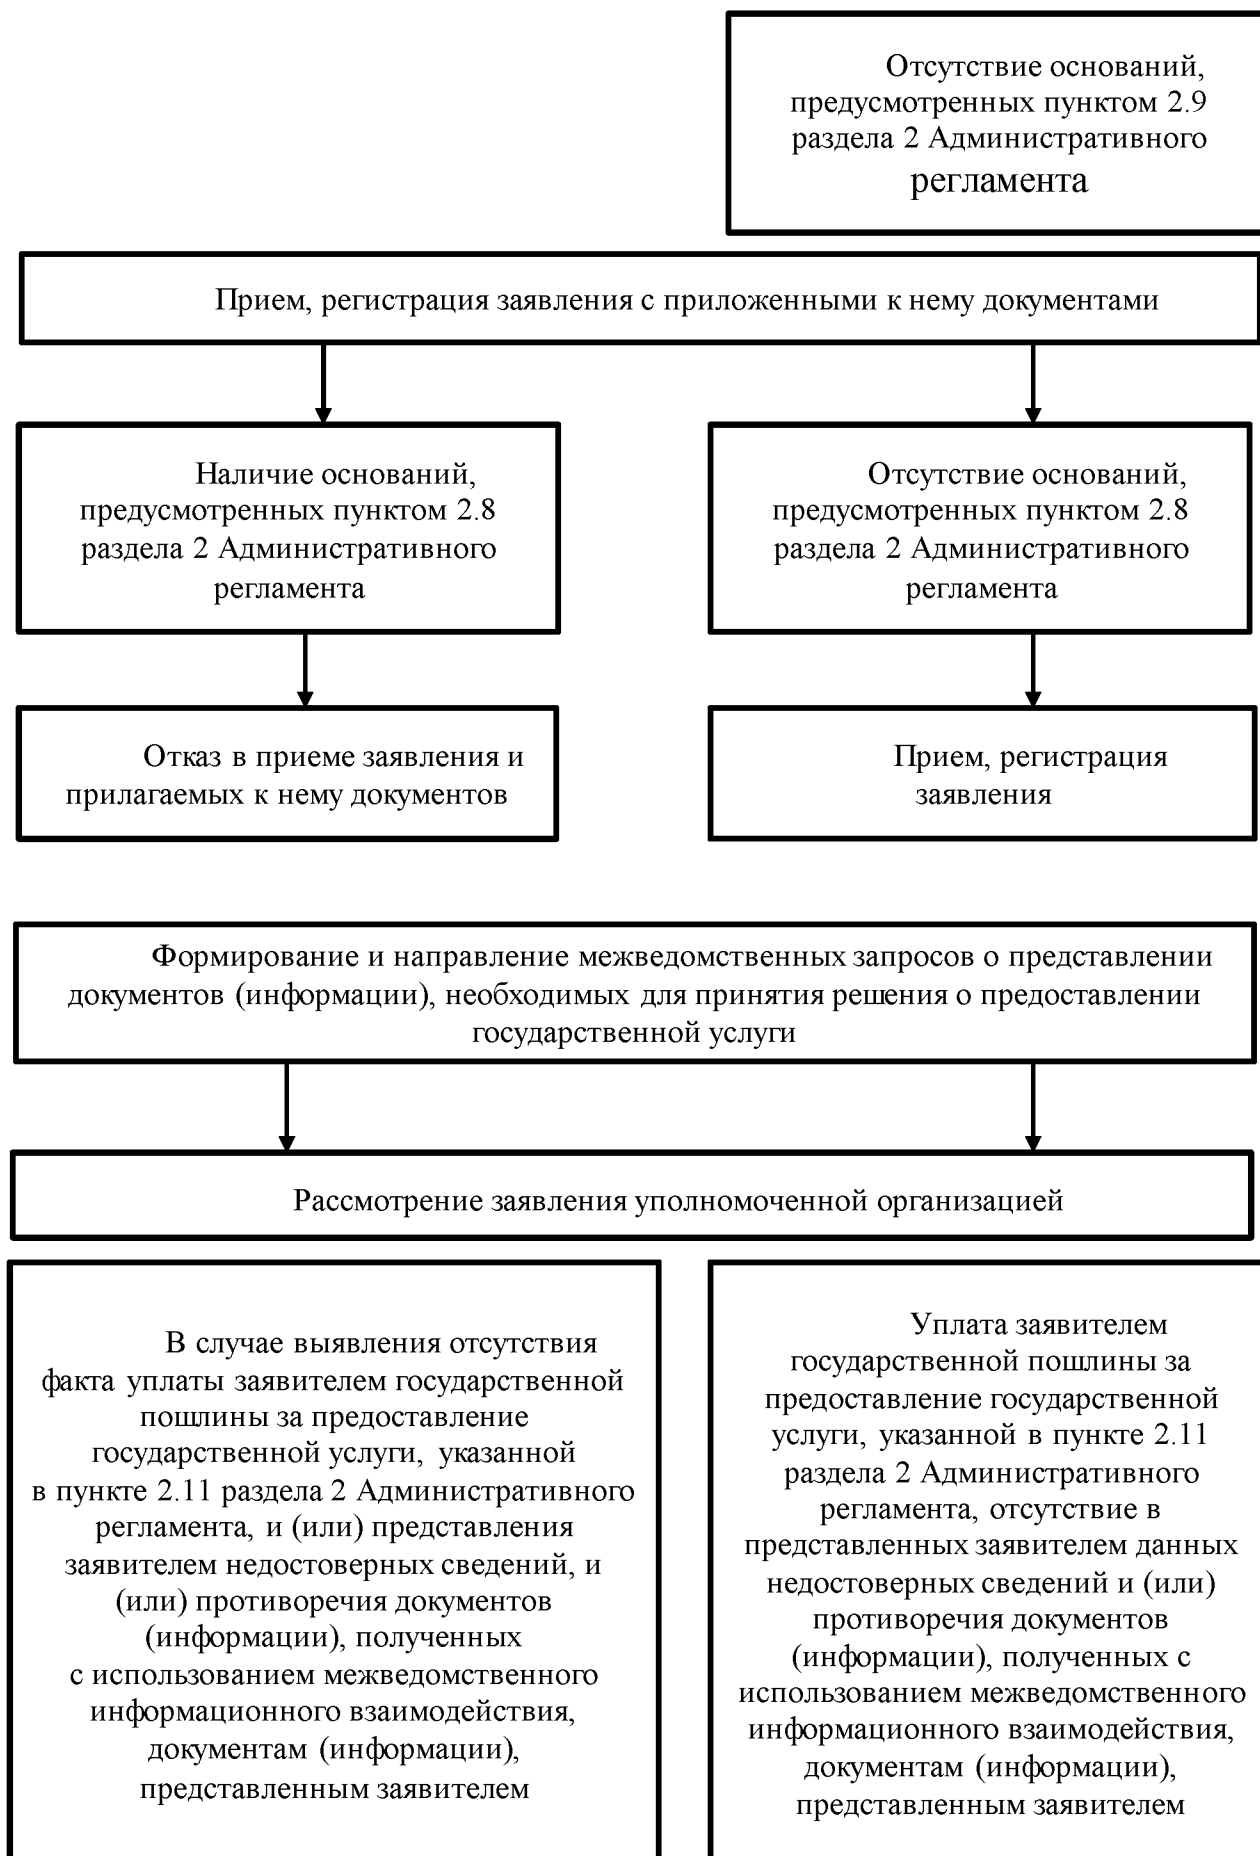 Отсутствие оснований,
предусмотренных пунктом 2.9
раздела 2 Административного
регламента
Прием, регистрация заявления с приложенными к нему документами
Наличие оснований,
предусмотренных пунктом 2.8
раздела 2 Административного
регламента
Отсутствие оснований,
предусмотренных пунктом 2.8
раздела 2 Административного
регламента
Отказ в приеме заявления и
прилагаемых к нему документов
Прием, регистрация
заявления
Формирование и направление межведомственных запросов о представлении
документов (информации), необходимых для принятия решения о предоставлении
государственной услуги
Рассмотрение заявления уполномоченной организацией
В случае выявления отсутствия
факта уплаты заявителем государственной
пошлины за предоставление
государственной услуги, указанной
в пункте 2.11 раздела 2 Административного
регламента, и (или) представления
заявителем недостоверных сведений, и
(или) противоречия документов
(информации), полученных
с использованием межведомственного
информационного взаимодействия,
документам (информации),
представленным заявителем
Уплата заявителем
государственной пошлины за
предоставление государственной
услуги, указанной в пункте 2.11
раздела 2 Административного
регламента, отсутствие в
представленных заявителем данных
недостоверных сведений и (или)
противоречия документов
(информации), полученных с
использованием межведомственного
информационного взаимодействия,
документам (информации),
представленным заявителем